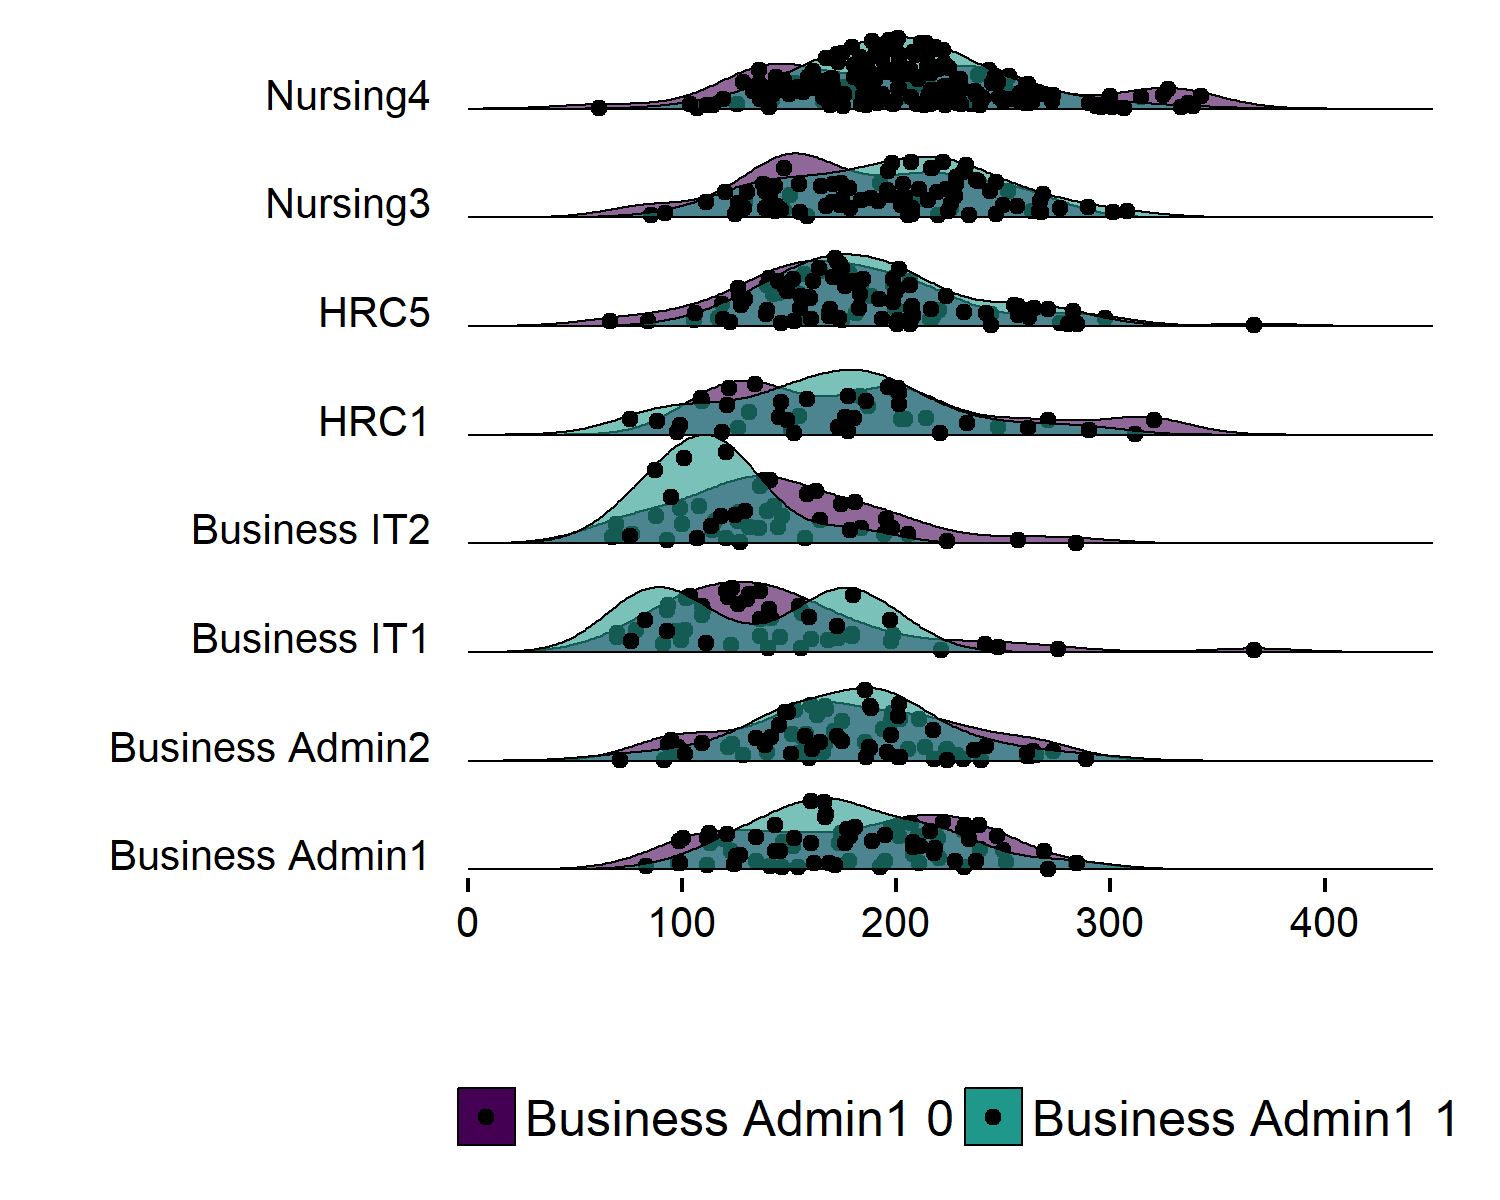 Nursing4
Nursing3
HRC5
HRC1
Business IT2
Business IT1
Business Admin2
Business Admin1
0 100 200 300 400
Business Admin1 0 Business Admin1 1